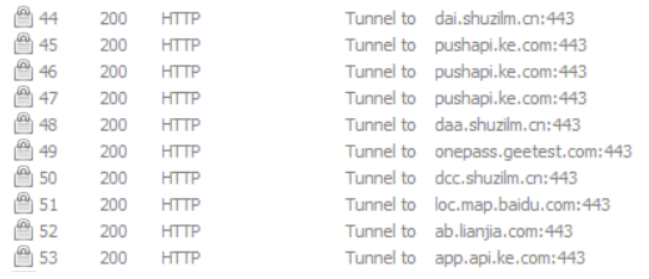 44 200 HTTP Tunnel to dai.shuzilm.cn:443
45 200 HTTP Tunnel to pushapi.ke.com:443
46 200 HTTP Tunnel to pushapi.ke.com:443
47 200 HTTP Tunnel to pushapi.ke.com:443
48 200 HTTP Tunnel to daa.shuzilm.cn:443
49 200 HTTP Tunnel to onepass.geetest.com:443
50 200 HTTP Tunnel to dcc.shuzilm.cn:443
51 200 HTTP Tunnel to loc.map.baidu.com:443
52 200 HTTP Tunnel to ab.lianjia.com:443
53 200 HTTP Tunnel to app.api.ke.com:443